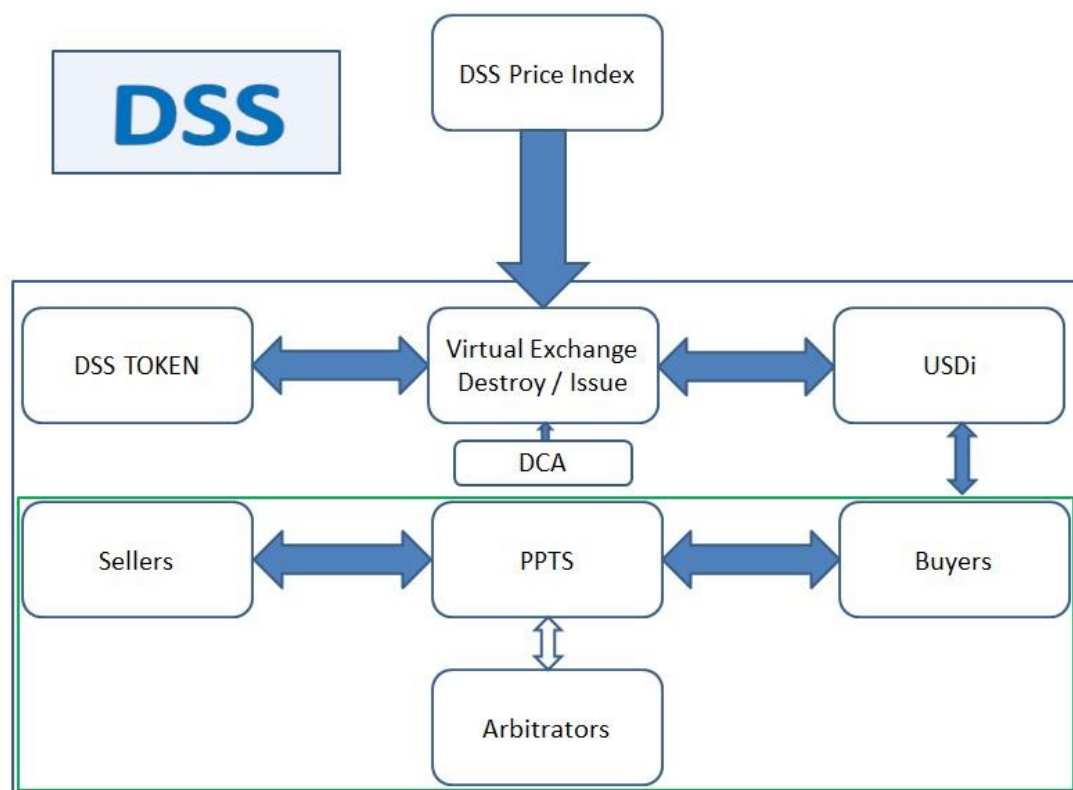 DSS
DSS Price Index
DSS TOKEN
Virtual Exchange
Destroy / Issue
USDi
DCA
Sellers
PPTS
Buyers
Arbitrators